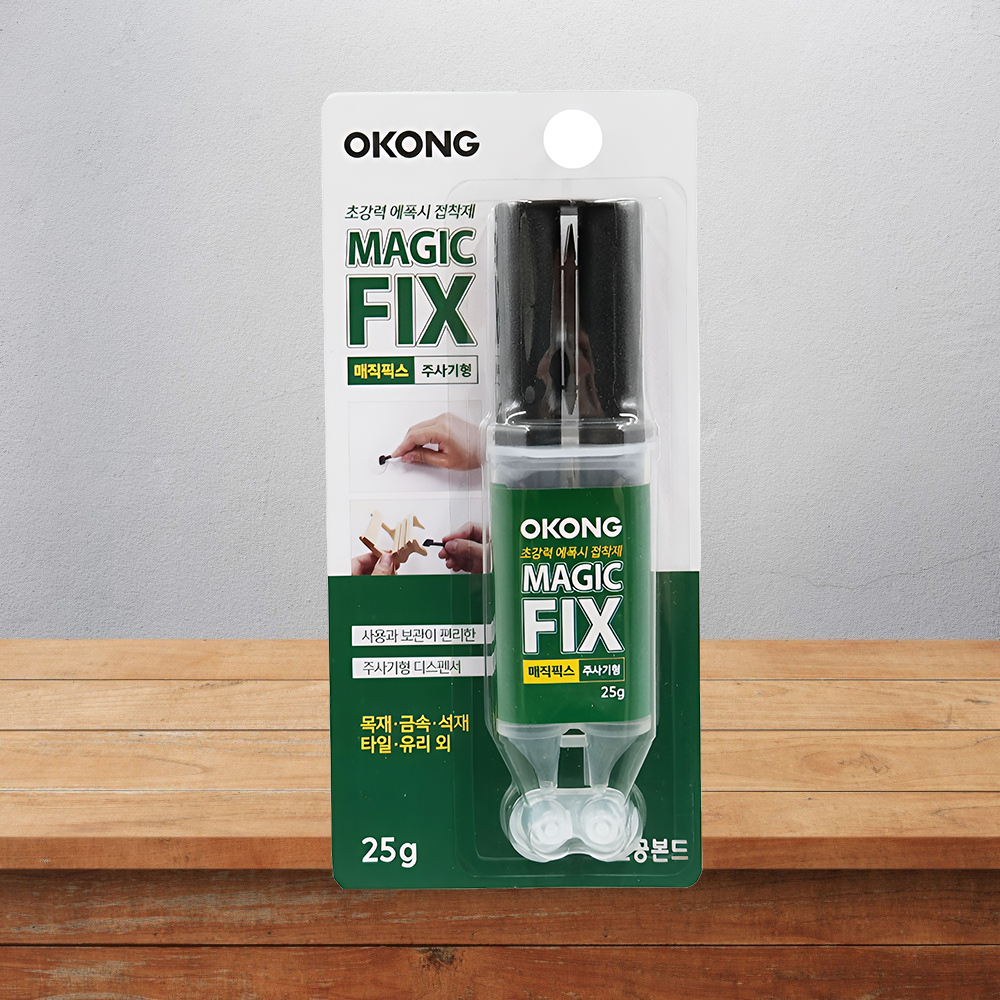 OKONG
초강력 에폭시 접착제
MAGIC
FIX
매직픽스 주사기형
사용과 보관이 편리한
주사기형 디스펜서
목재·금속·석재
타일·유리 외
25g
OKONG
초강력 에폭시 접착제
MAGIC
FIX
매직픽스 주사기형
25g
공본드